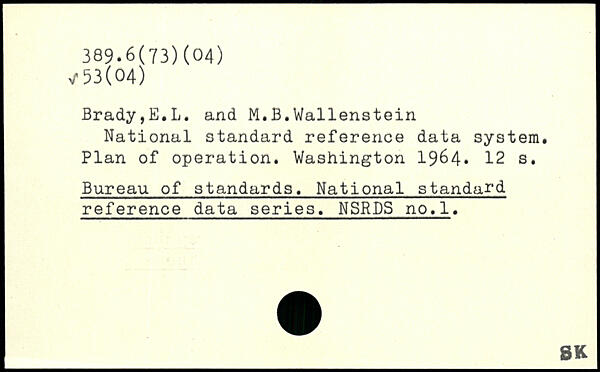 389.6(73)(04)
√53(04)
Brady,E.L. and M.B.Wallenstein
National standard reference data system.
Plan of operation. Washington 1964. 12 s.
Bureau of standards. National standard
reference data series. NSRDS no.1.
SK